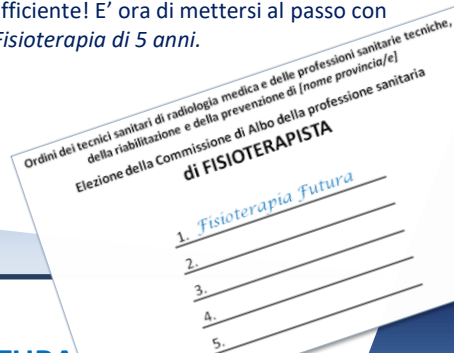 fficiente! E’ ora di mettersi al passo con
Fisioterapia di 5 anni.
Ordini dei tecnici sanitari di radiologia medica e delle professioni sanitarie tecniche,
della riabilitazione e della prevenzione di [nome provincia/e]
Elezione della Commissione di Albo della professione sanitaria
di FISIOTERAPISTA
1. Fisioterapia Futura
2.
3.
4.
5.